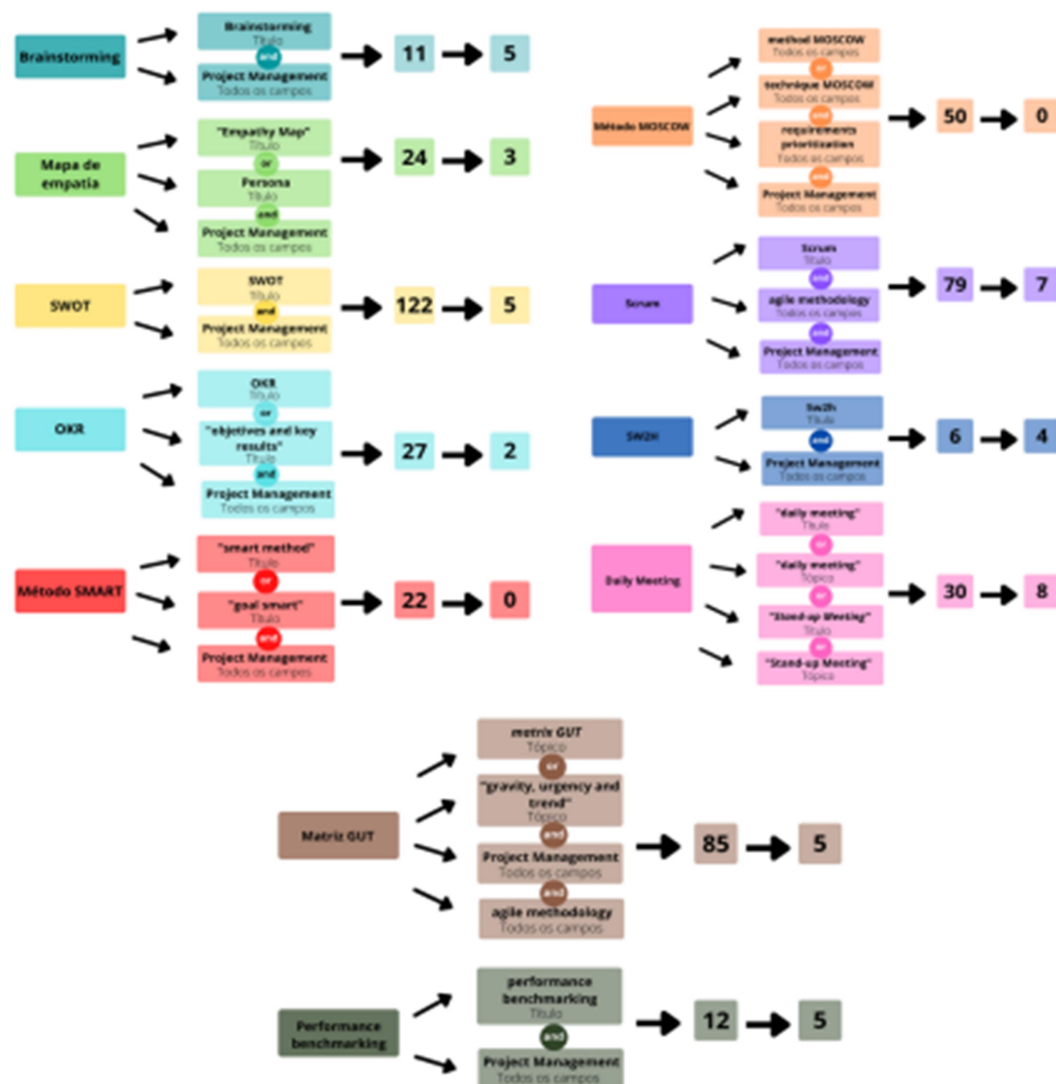 Brainstorming
Brainstorming
Título
and
Project Management
Todos os campos
11
5
Mapa de
empatia
"Empathy Map"
Título
or
Persona
Título
and
Project Management
Todos os campos
24
3
SWOT
SWOT
Título
and
Project Management
Todos os campos
122
5
OKR
OKR
Título
or
"objetives and key
results"
Título
and
Project Management
Todos os campos
27
2
Método SMART
"smart method"
Título
or
"goal smart"
Título
and
Project Management
Todos os campos
22
0
Método MOSCOW
method MOSCOW
Todos os campos
or
technique MOSCOW
Todos os campos
and
requirements
prioritization
Todos os campos
and
Project Management
Todos os campos
50
0
Scrum
Scrum
Título
and
agile methodology
Todos os campos
and
Project Management
Todos os campos
79
7
5W2H
5w2h
Título
and
Project Management
Todos os campos
6
4
Daily Meeting
"daily meeting"
Título
or
"daily meeting"
Tópico
or
"Stand-up Meeting"
Título
or
"Stand-up Meeting"
Tópico
30
8
Matriz GUT
matrix GUT
Tópico
or
"gravity, urgency and
trend"
Tópico
and
Project Management
Todos os campos
and
agile methodology
Todos os campos
85
5
Performance
benchmarking
performance
benchmarking
Título
and
Project Management
Todos os campos
12
5